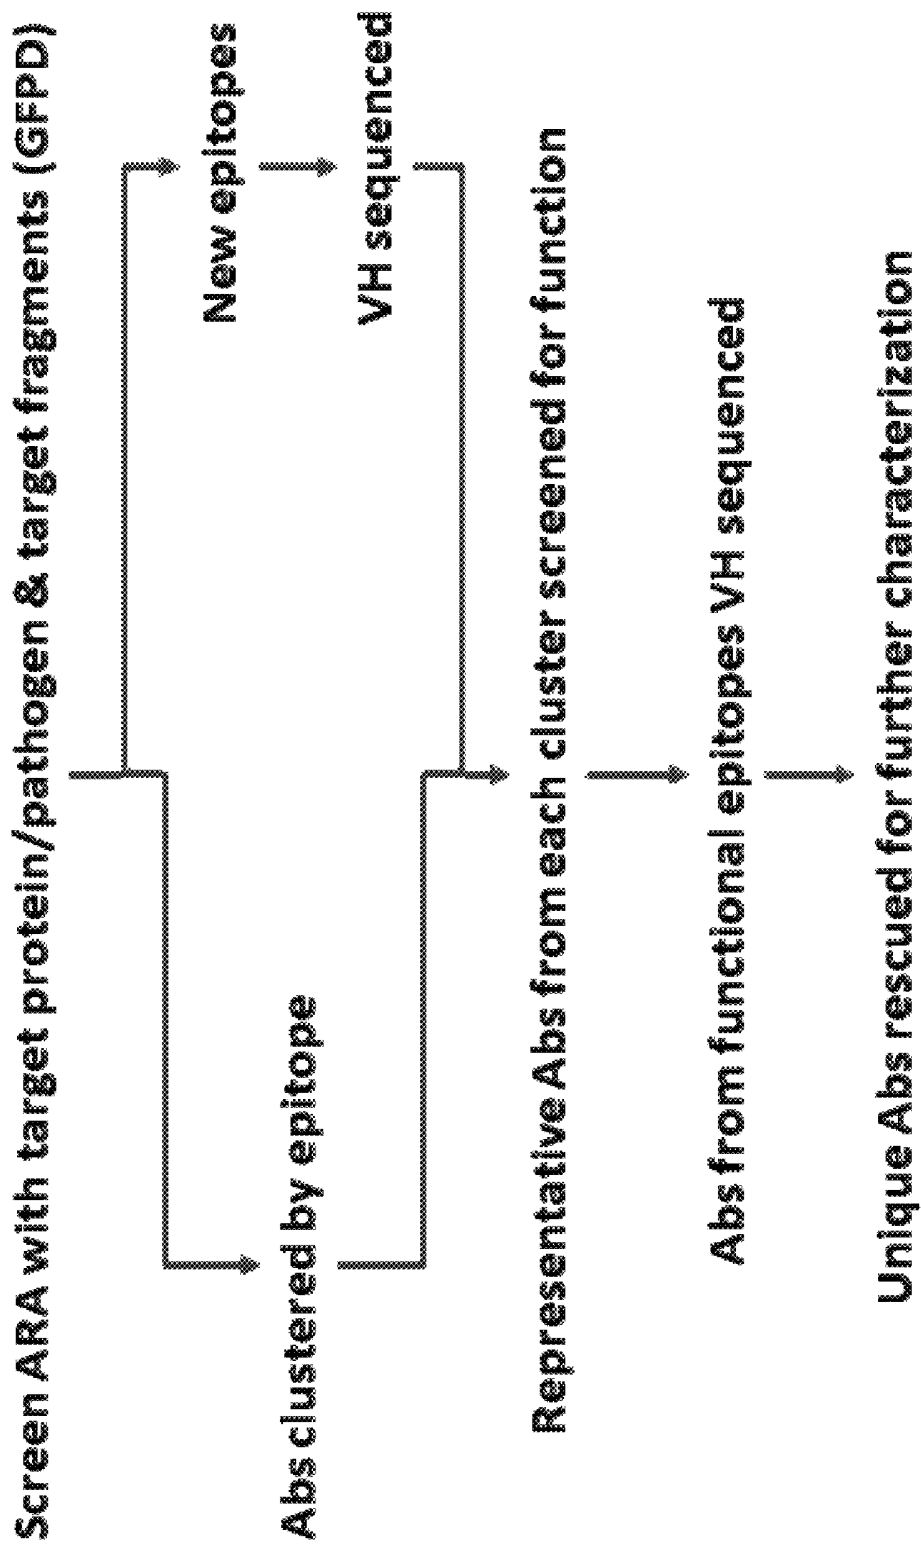 Screen ARA with target protein/pathogen & target fragments (GFPD)
Abs clustered by epitope
New epitopes
VH sequenced
Representative Abs from each cluster screened for function
Abs from functional epitopes VH sequenced
Unique Abs rescued for further characterization